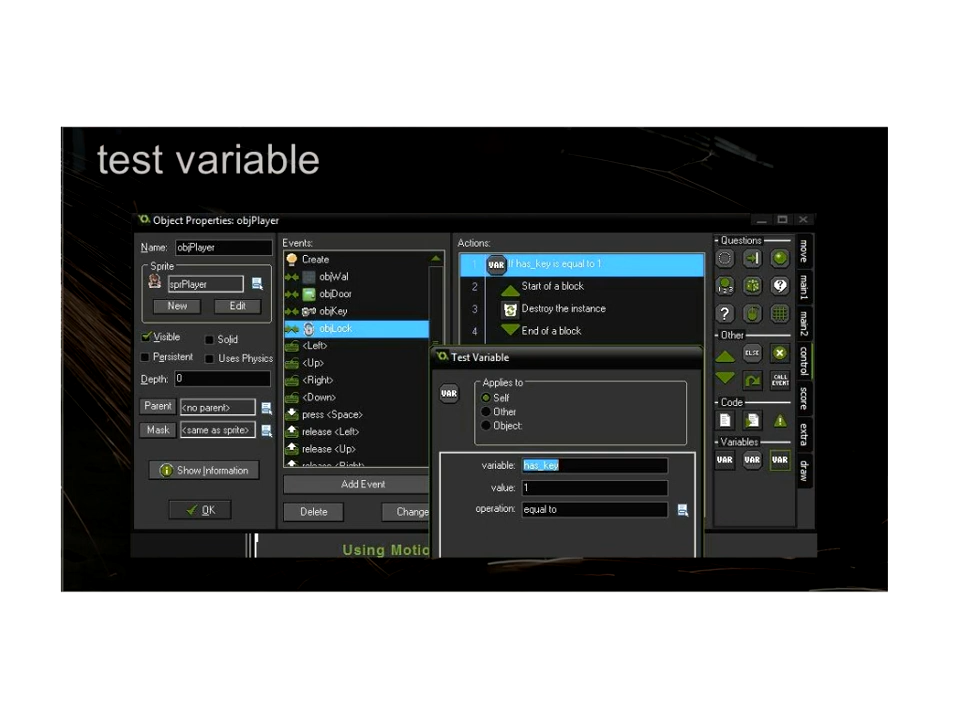 test variable
Object Properties: objPlayer
Name: objPlayer
Sprite
sprPlayer
New Edit
Visible Solid
Persistent Uses Physics
Depth: 0
Parent <no parent>
Mask <same as sprite>
Show Information
OK
Events:
Create
objWal
objDoor
objKey
objLock
<Left>
<Up>
<Right>
<Down>
press <Space>
release <Left>
release <Up>
release <Right>
Add Event
Delete Change
Actions:
1 VAR If has_key is equal to 1
2 Start of a block
3 Destroy the instance
4 End of a block
Test Variable
VAR
Applies to
Self
Other
Object:
variable: has_key
value: 1
operation: equal to
Questions
Other
ELSE
CALL
EVENT
Code
Variables
VAR VAR VAR
move
main1
main2
control
score
extra
draw
Using Motio